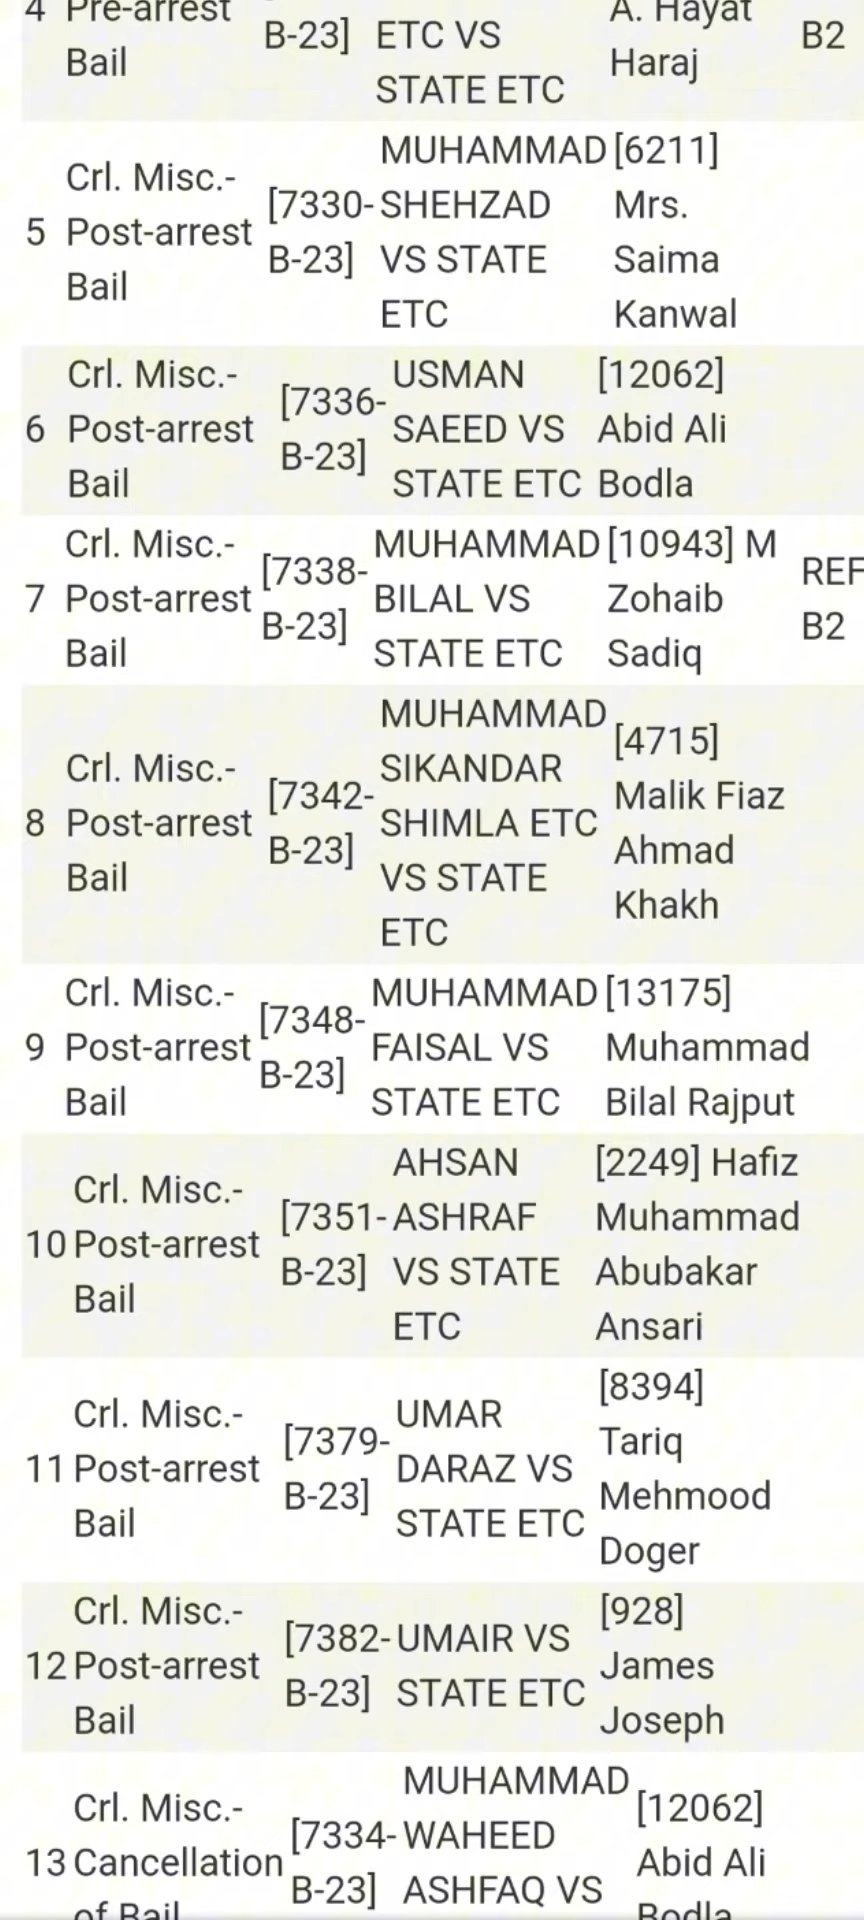 4 Pre-arrest Bail [
B-23] ETC VS STATE ETC A. Hayat Haraj B2
5 Crl. Misc.- Post-arrest Bail [7330-B-23] MUHAMMAD SHEHZAD VS STATE ETC [6211] Mrs. Saima Kanwal
6 Crl. Misc.- Post-arrest Bail [7336-B-23] USMAN SAEED VS STATE ETC [12062] Abid Ali Bodla
7 Crl. Misc.- Post-arrest Bail [7338-B-23] MUHAMMAD BILAL VS STATE ETC [10943] M Zohaib Sadiq REF B2
8 Crl. Misc.- Post-arrest Bail [7342-B-23] MUHAMMAD SIKANDAR SHIMLA ETC VS STATE ETC [4715] Malik Fiaz Ahmad Khakh
9 Crl. Misc.- Post-arrest Bail [7348-B-23] MUHAMMAD FAISAL VS STATE ETC [13175] Muhammad Bilal Rajput
10 Crl. Misc.- Post-arrest Bail [7351-B-23] AHSAN ASHRAF VS STATE ETC [2249] Hafiz Muhammad Abubakar Ansari
11 Crl. Misc.- Post-arrest Bail [7379-B-23] UMAR DARAZ VS STATE ETC [8394] Tariq Mehmood Doger
12 Crl. Misc.- Post-arrest Bail [7382-B-23] UMAIR VS STATE ETC [928] James Joseph
13 Crl. Misc.- Cancellation of Bail [7334-B-23] MUHAMMAD WAHEED ASHFAQ VS [12062] Abid Ali Bodla